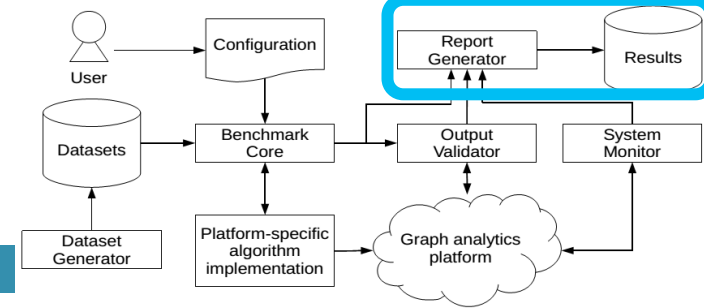 User
Configuration
Report
Generator
Results
Datasets
Benchmark
Core
Output
Validator
System
Monitor
Dataset
Generator
Platform-specific
algorithm
implementation
Graph analytics
platform